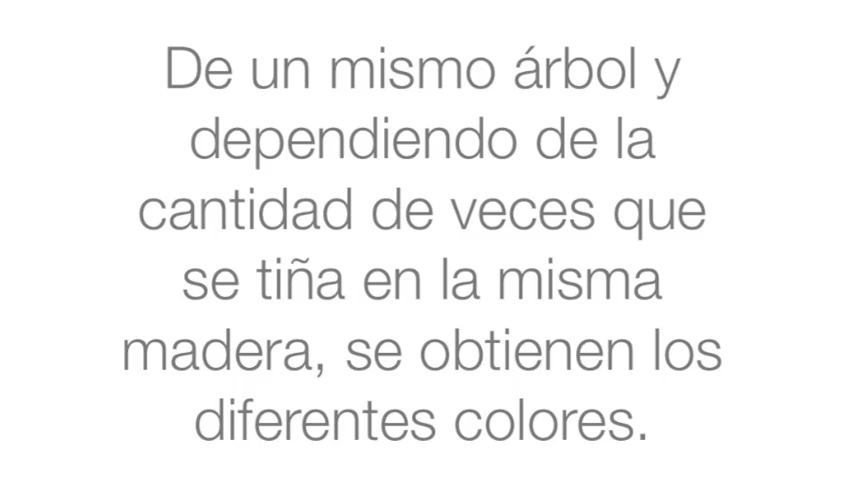 De un mismo árbol y
dependiendo de la
cantidad de veces que
se tiña en la misma
madera, se obtienen los
diferentes colores.